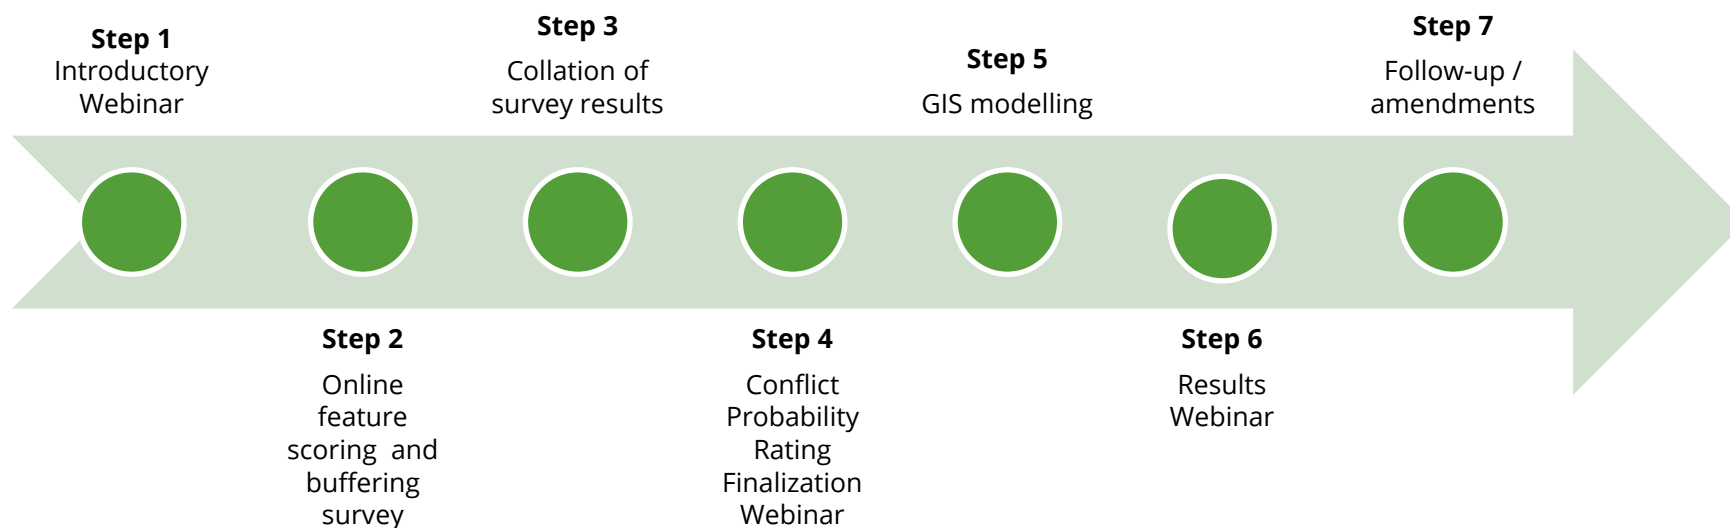 Step 1
Introductory
Webinar
Step 2
Online
feature
scoring and
buffering
survey
Step 3
Collation of
survey results
Step 4
Conflict
Probability
Rating
Finalization
Webinar
Step 5
GIS modelling
Step 6
Results
Webinar
Step 7
Follow-up /
amendments